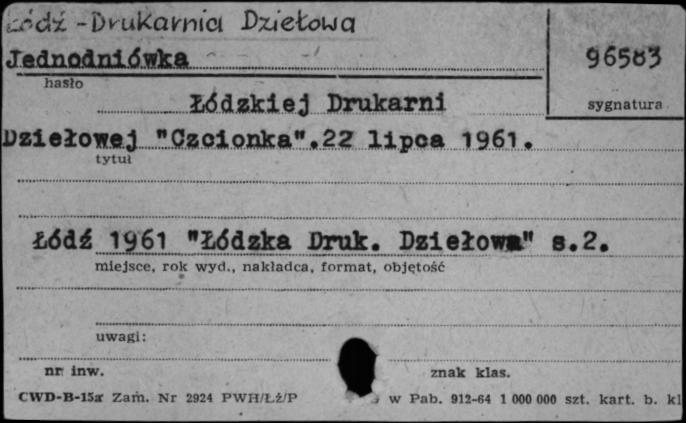 Łódź - Drukarnia Dziełowa
Jednodniówka
96583
hasło
sygnatura
Łódzkiej Drukarni
Dziełowej "Czcionka".22 lipca 1961.
tytuł
Łódź 1961 "Łódzka Druk. Dziełowa" s.2.
miejsce, rok wyd., nakładca, format, objętość
uwagi:
nr inw.
znak klas.
CWD-B-15a Zam. Nr 2924 PWH/Łź/P w Pab. 912-64 1 000 000 szt. kart. b. kl